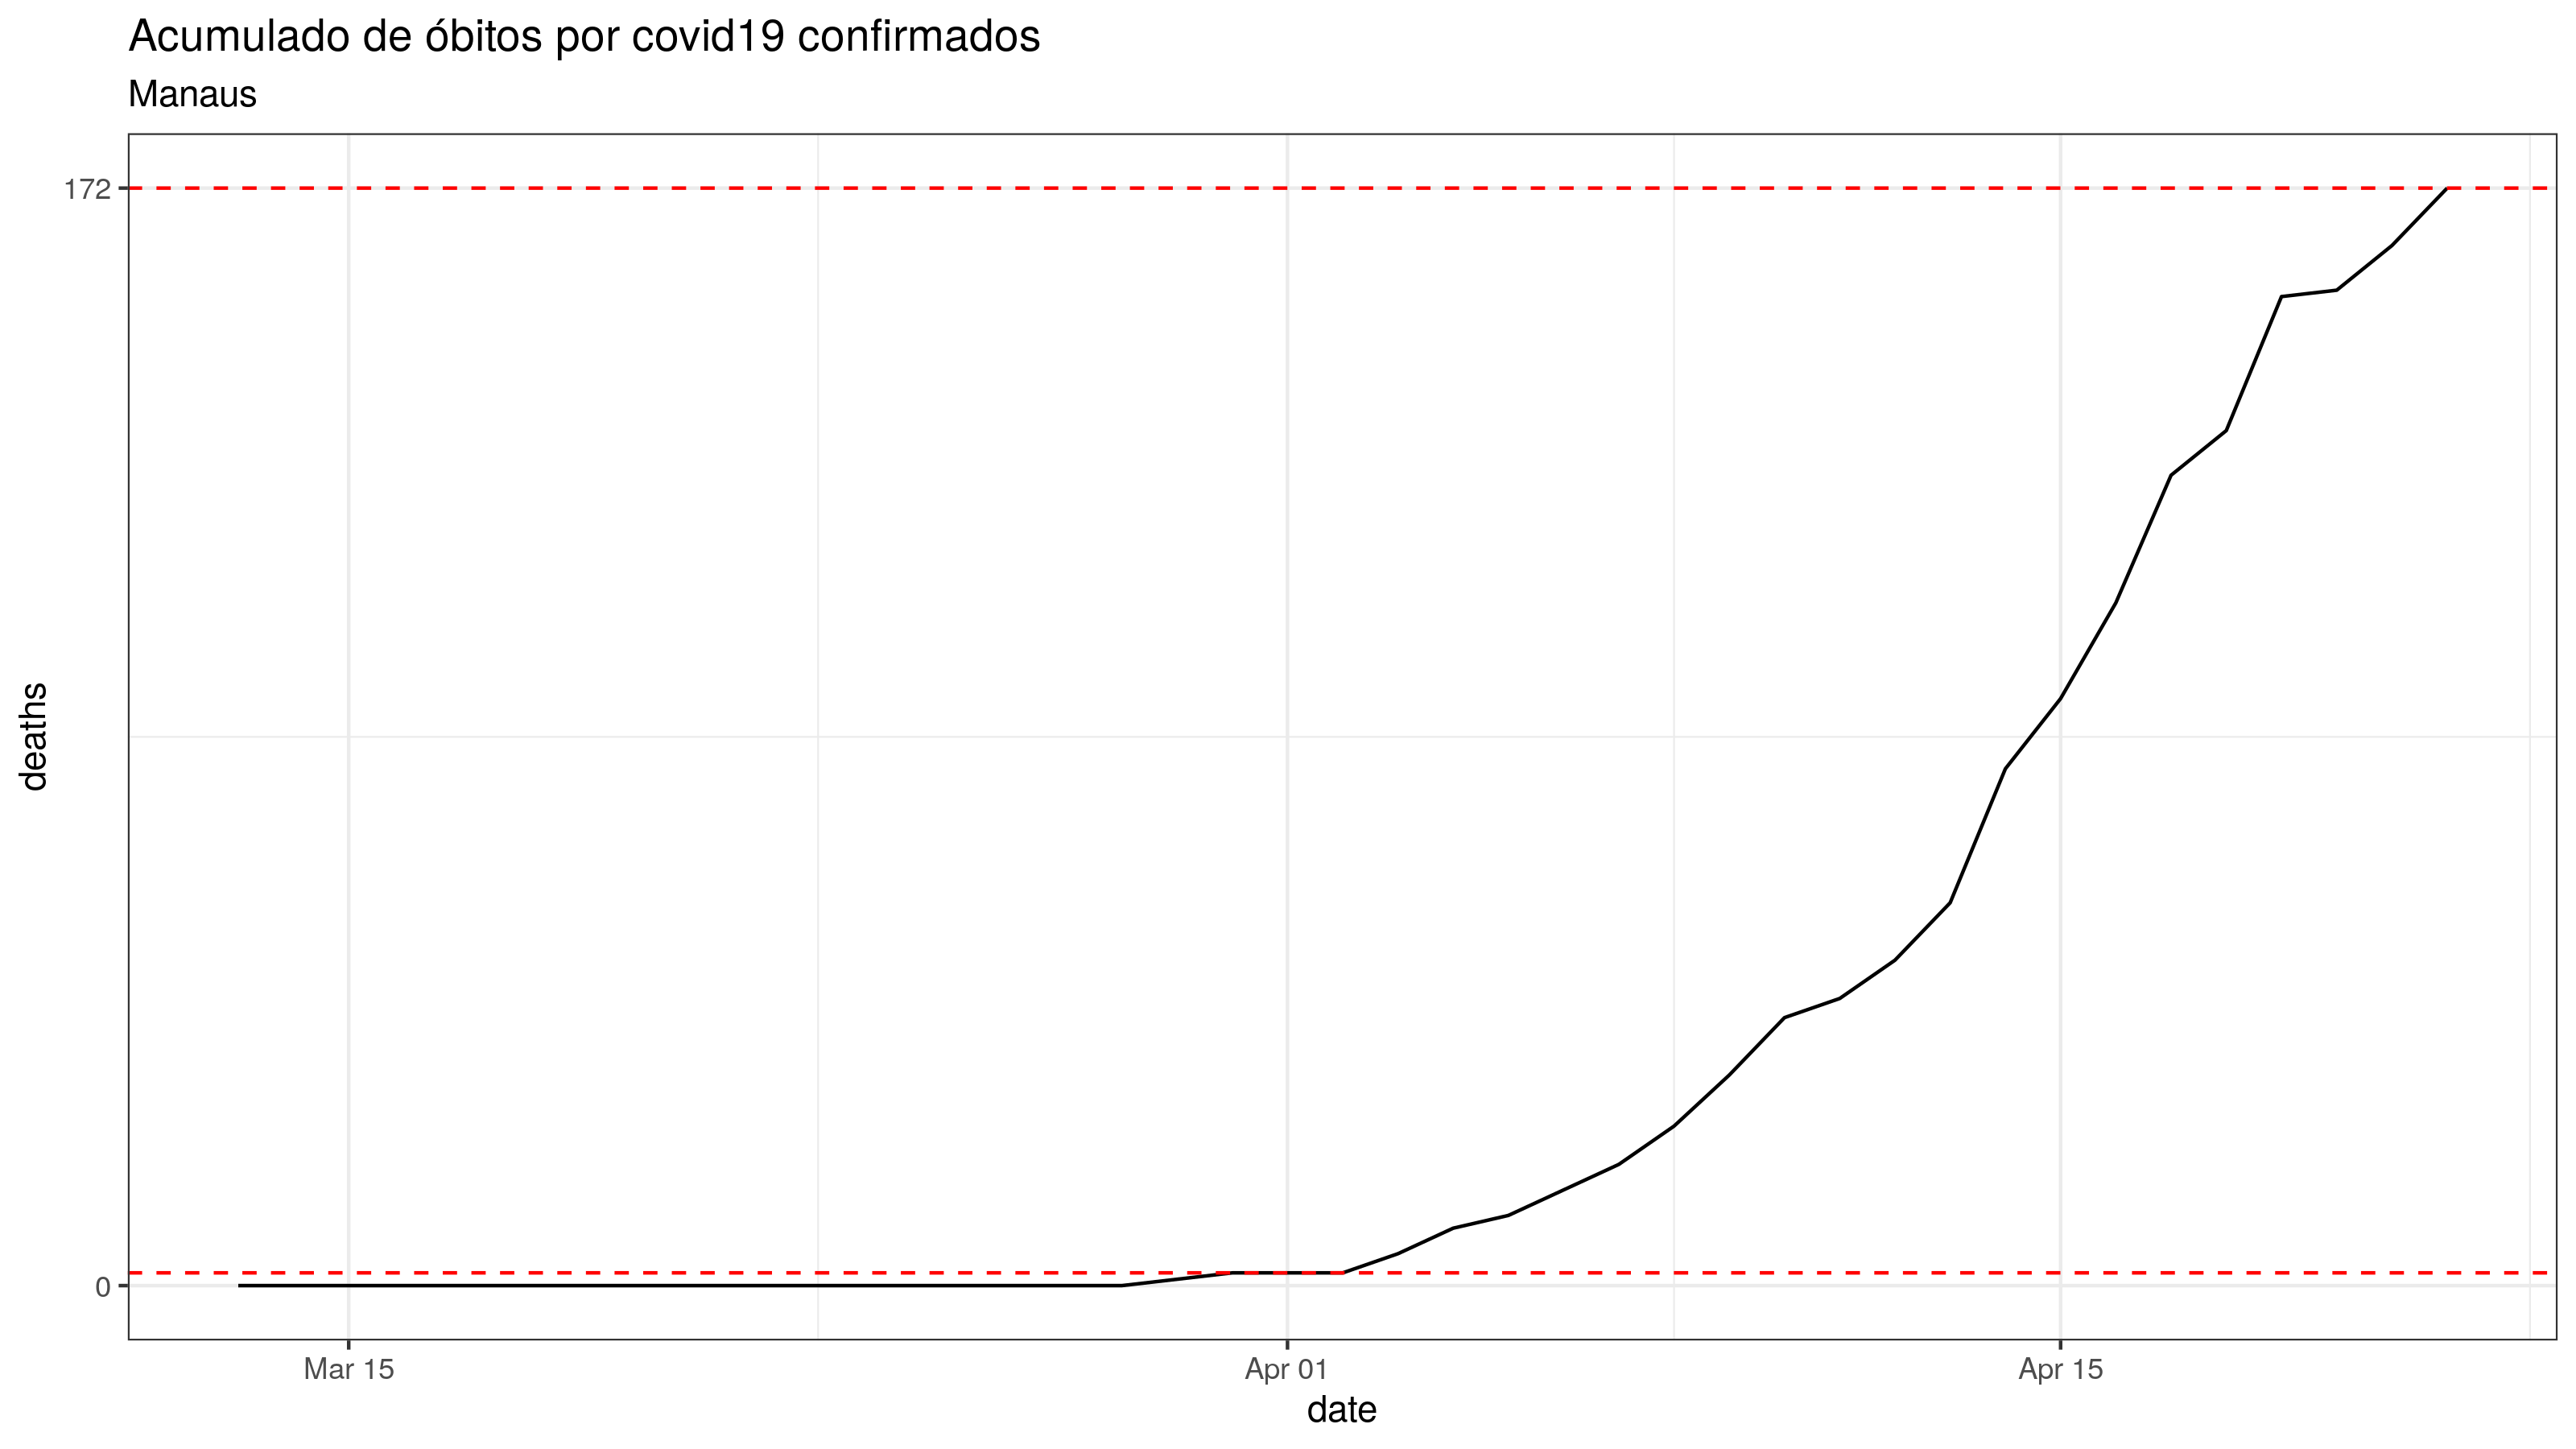 Acumulado de óbitos por covid19 confirmados
Manaus
172
deaths
0
Mar 15
Apr 01
Apr 15
date